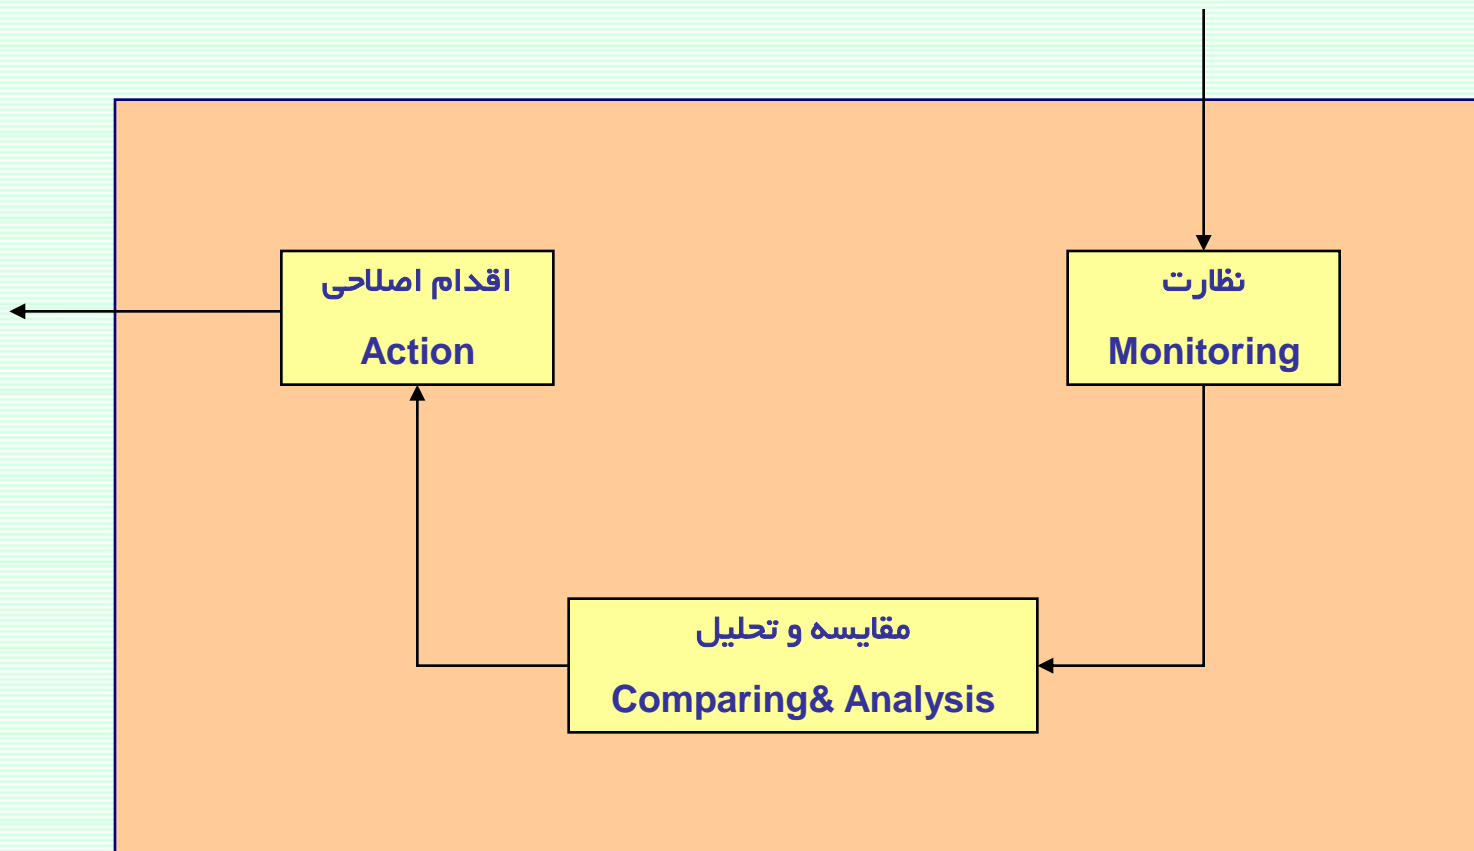 اقدام اصلاحی
Action
نظارت
Monitoring
مقایسه و تحلیل
Comparing& Analysis